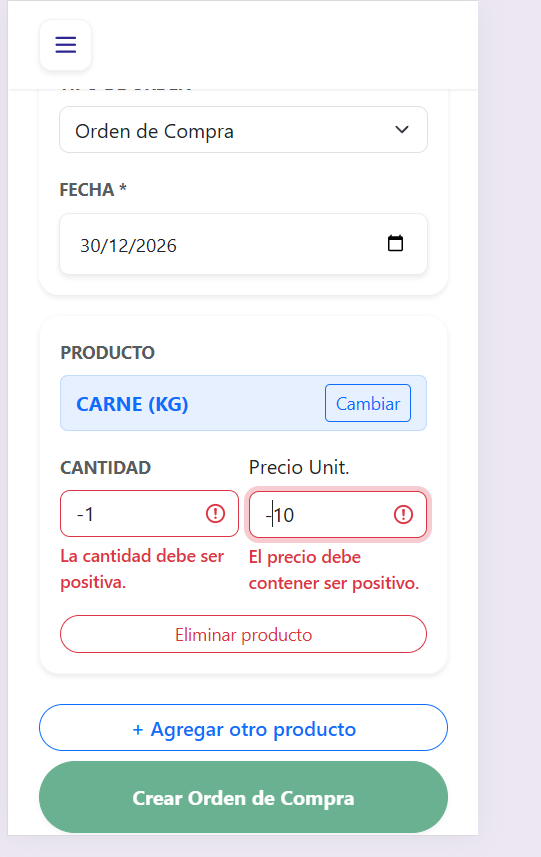 Orden de Compra
FECHA *
30/12/2026
PRODUCTO
CARNE (KG)
Cambiar
CANTIDAD
Precio Unit.
-1
-10
La cantidad debe ser
positiva.
El precio debe
contener ser positivo.
Eliminar producto
+ Agregar otro producto
Crear Orden de Compra